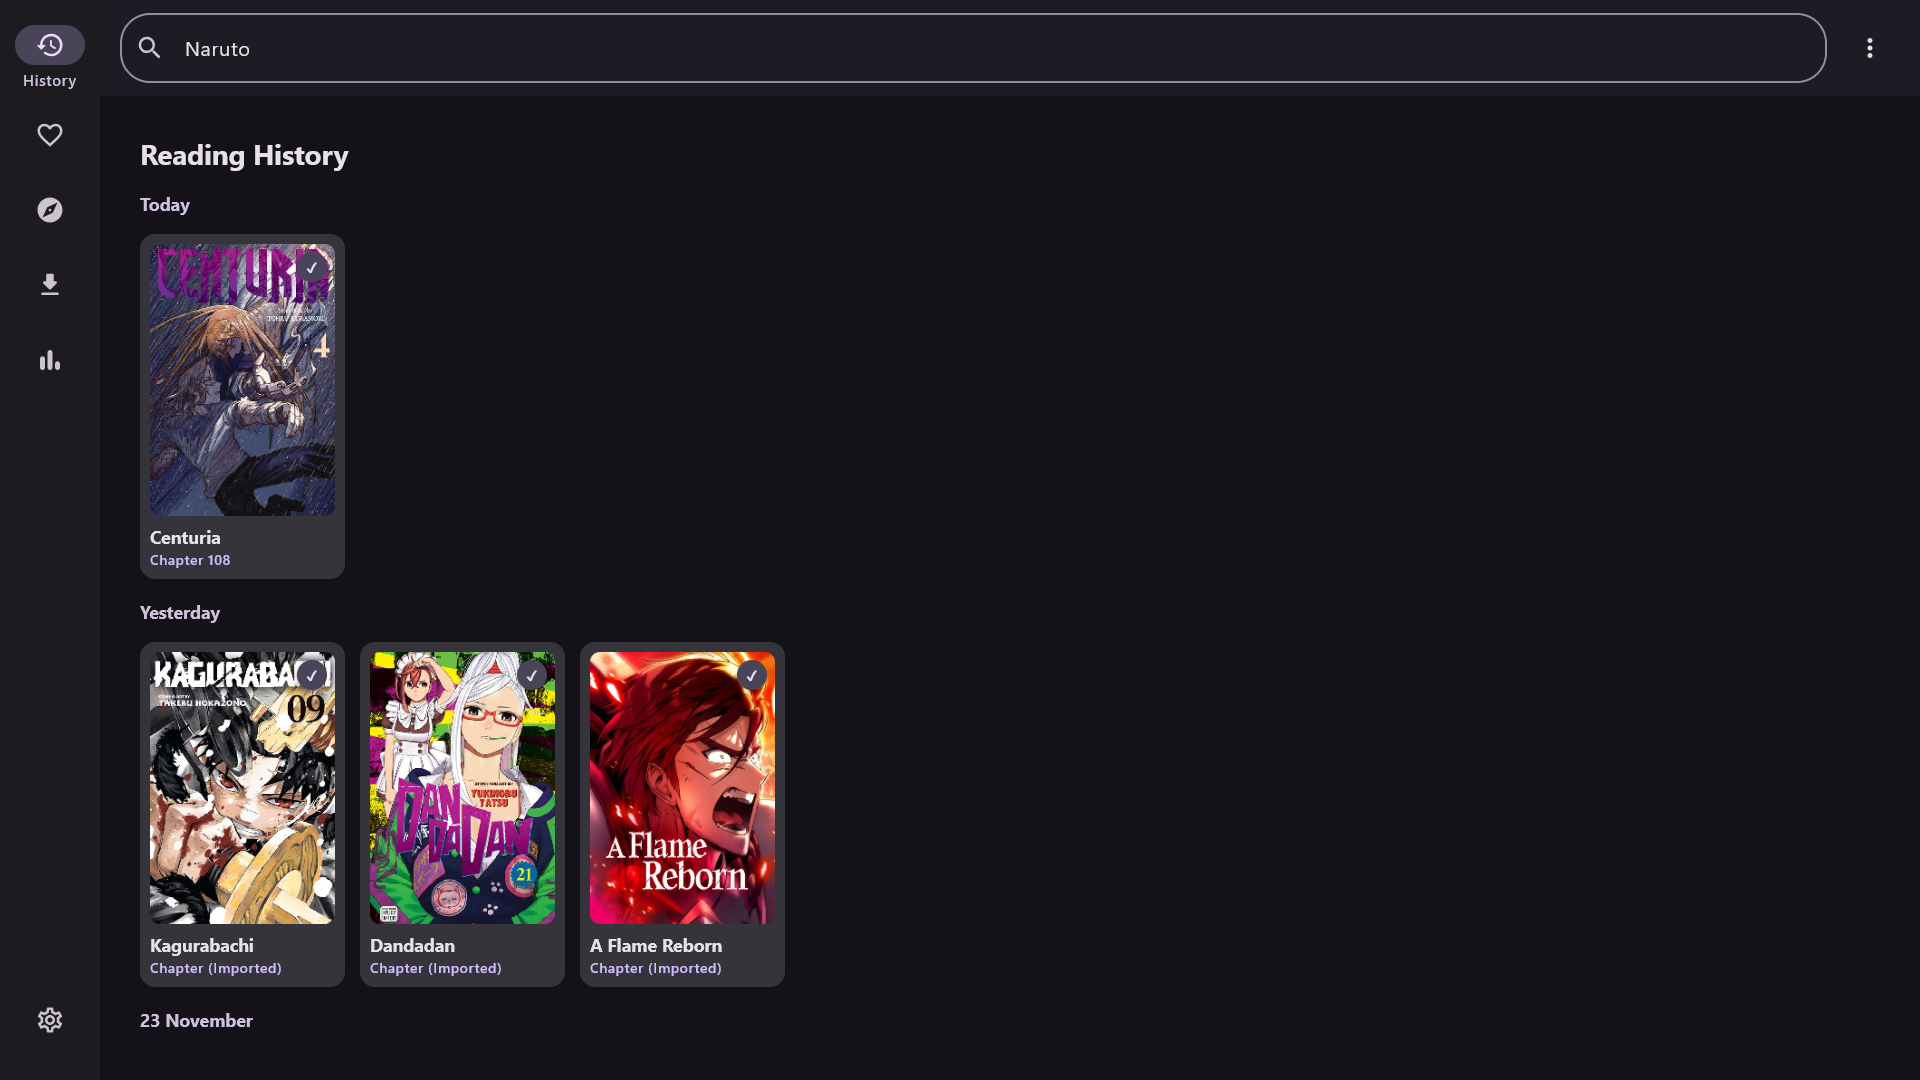 Naruto
History
Reading History
Today
CENTURIA
4
Centuria
Chapter 108
Yesterday
KAGURABACHI
TAKERU HOKAZONO
09
YUKINOBU
TATSU
DAN
DA
DAN
21
A Flame
Reborn
Kagurabachi
Chapter (Imported)
Dandadan
Chapter (Imported)
A Flame Reborn
Chapter (Imported)
23 November